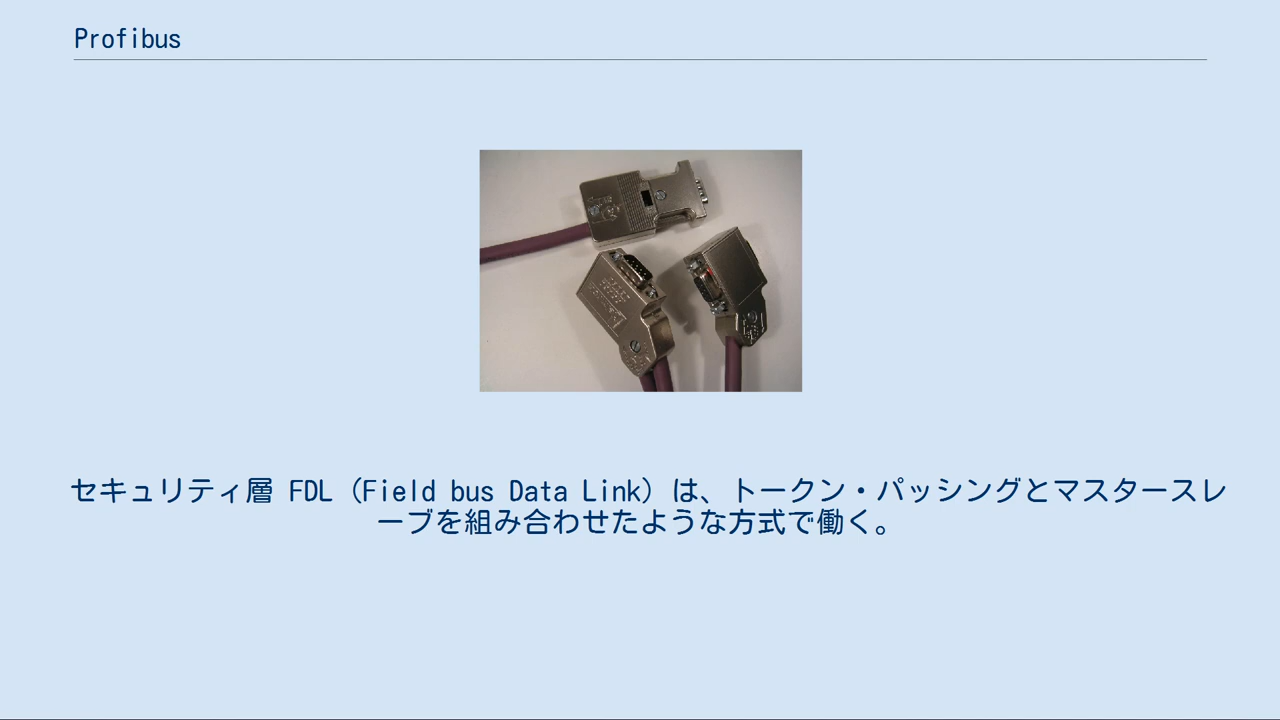 Profibus
セキュリティ層 FDL (Field bus Data Link) は、トークン・パッシングとマスタースレ
ーブを組み合わせたような方式で働く。